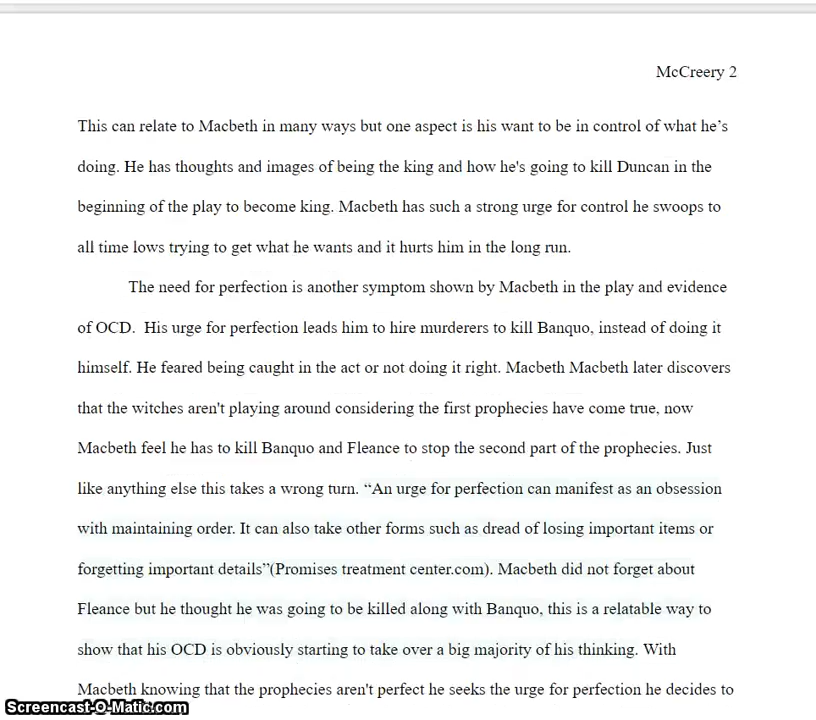 McCreery 2
This can relate to Macbeth in many ways but one aspect is his want to be in control of what he’s
doing. He has thoughts and images of being the king and how he's going to kill Duncan in the
beginning of the play to become king. Macbeth has such a strong urge for control he swoops to
all time lows trying to get what he wants and it hurts him in the long run.
The need for perfection is another symptom shown by Macbeth in the play and evidence
of OCD.  His urge for perfection leads him to hire murderers to kill Banquo, instead of doing it
himself. He feared being caught in the act or not doing it right. Macbeth Macbeth later discovers
that the witches aren't playing around considering the first prophecies have come true, now
Macbeth feel he has to kill Banquo and Fleance to stop the second part of the prophecies. Just
like anything else this takes a wrong turn. “An urge for perfection can manifest as an obsession
with maintaining order. It can also take other forms such as dread of losing important items or
forgetting important details”(Promises treatment center.com). Macbeth did not forget about
Fleance but he thought he was going to be killed along with Banquo, this is a relatable way to
show that his OCD is obviously starting to take over a big majority of his thinking. With
Macbeth knowing that the prophecies aren't perfect he seeks the urge for perfection he decides to
Screencast-O-Matic.com